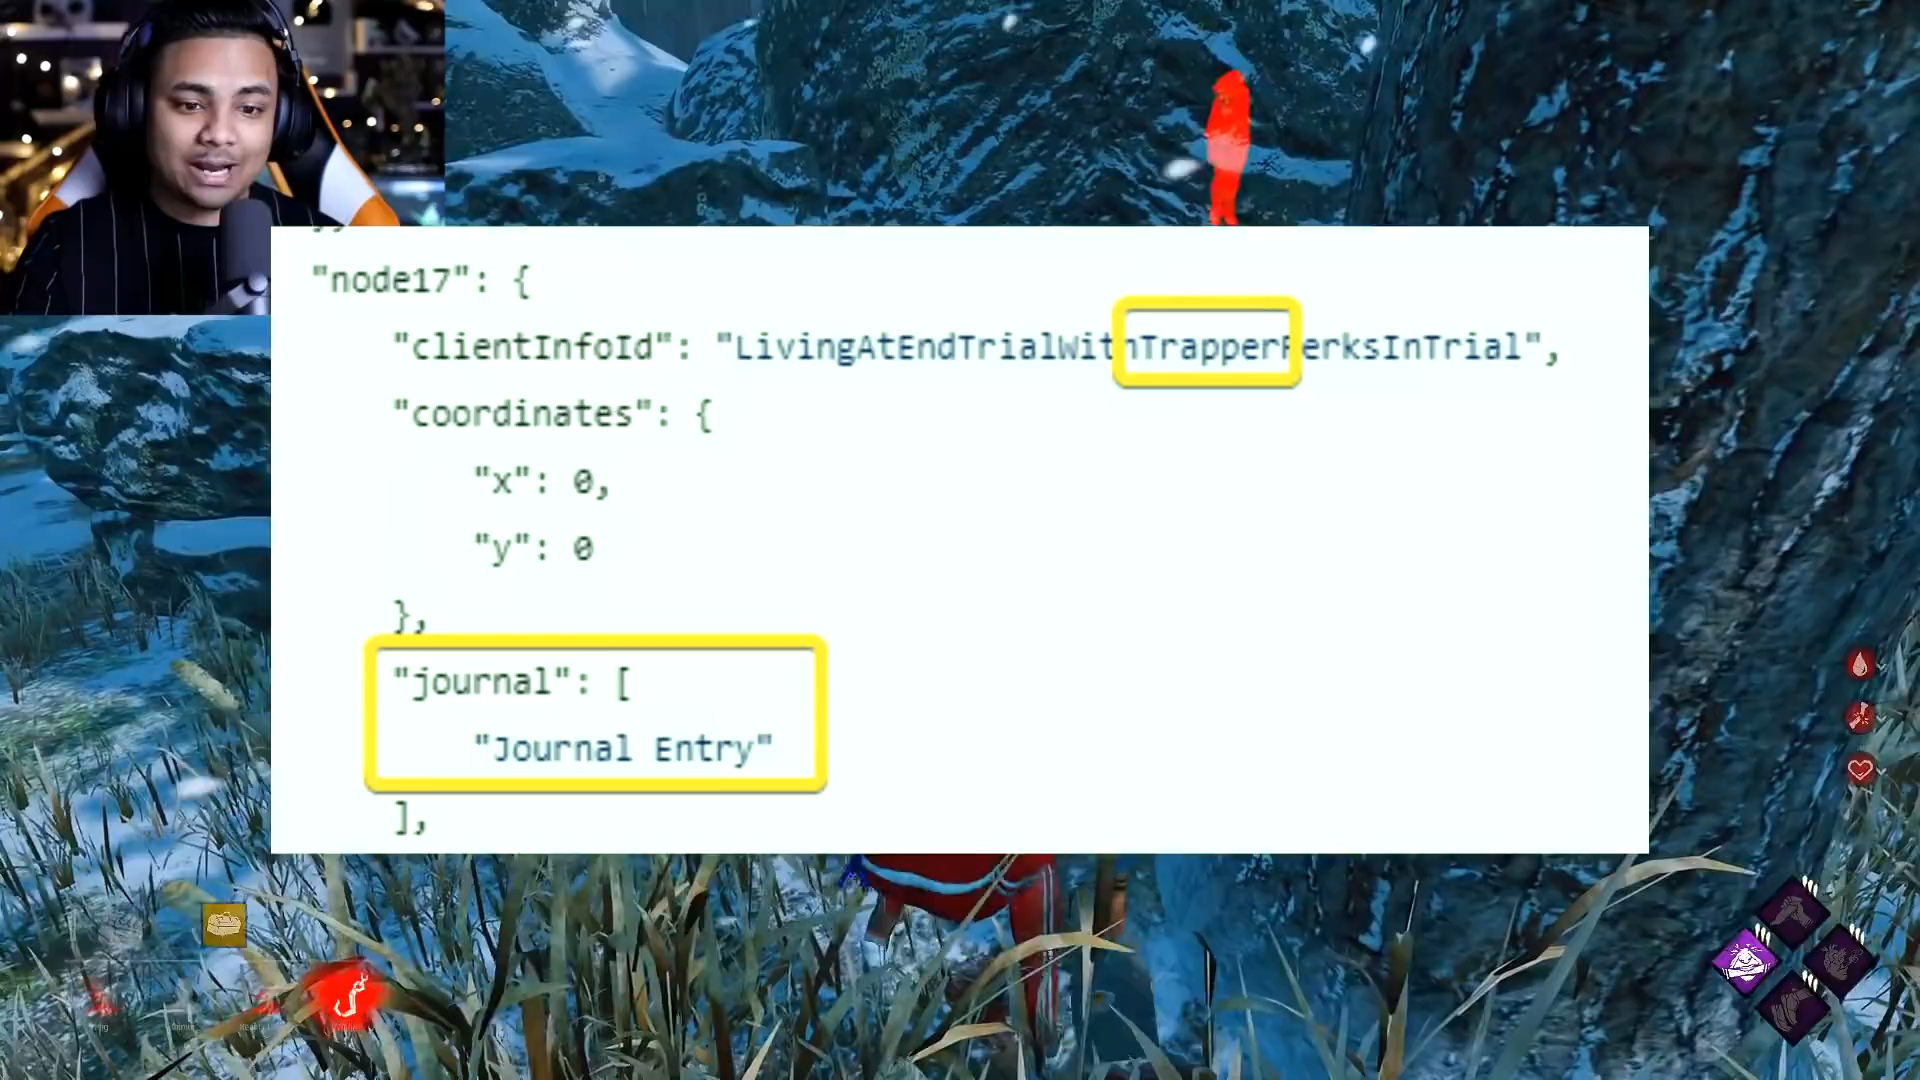 "node17": {
"clientInfoId": "LivingAtEndTrialWithTrapperPerksInTrial",
"coordinates": {
"x": 0,
"y": 0
},
"journal": [
"Journal Entry"
],